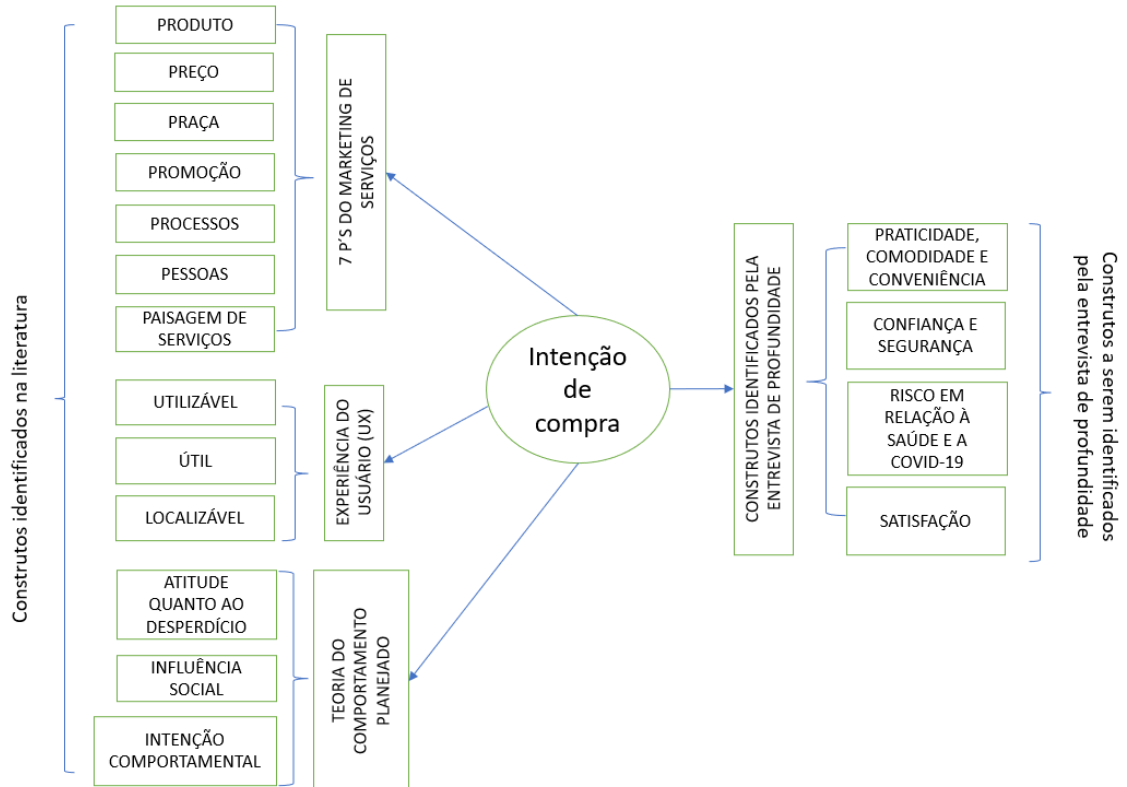 Construtos identificados na literatura
PRODUTO
PREÇO
PRAÇA
PROMOÇÃO
PROCESSOS
PESSOAS
PAISAGEM DE
SERVIÇOS
7 P´S DO MARKETING DE
SERVIÇOS
UTILIZÁVEL
ÚTIL
LOCALIZÁVEL
EXPERIÊNCIA DO
USUÁRIO (UX)
ATITUDE
QUANTO AO
DESPERDÍCIO
INFLUÊNCIA
SOCIAL
INTENÇÃO
COMPORTAMENTAL
TEORIA DO
COMPORTAMENTO
PLANEJADO
Intenção
de
compra
CONSTRUTOS IDENTIFICADOS PELA
ENTREVISTA DE PROFUNDIDADE
PRATICIDADE,
COMODIDADE E
CONVENIÊNCIA
CONFIANÇA E
SEGURANÇA
RISCO EM
RELAÇÃO À
SAÚDE E A
COVID-19
SATISFAÇÃO
Construtos a serem identificados
pela entrevista de profundidade